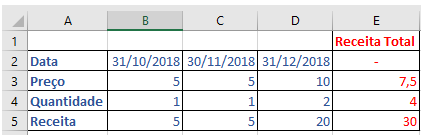 A B C D E
1 Receita Total
2 Data 31/10/2018 30/11/2018 31/12/2018 -
3 Preço 5 5 10 7,5
4 Quantidade 1 1 2 4
5 Receita 5 5 20 30